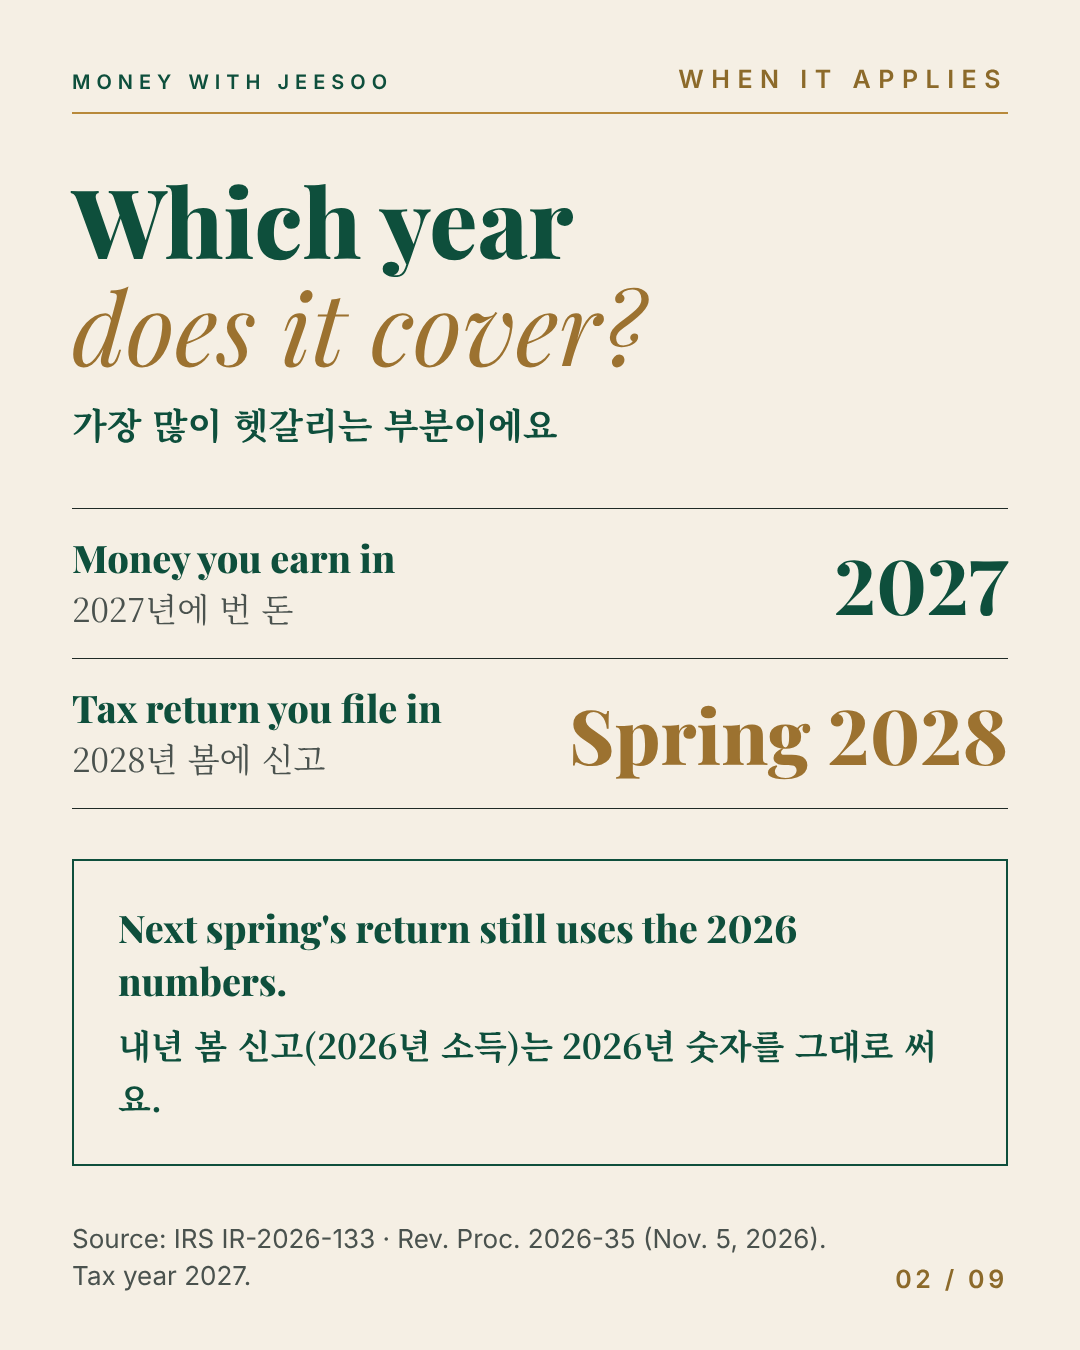 MONEY WITH JEESOO
WHEN IT APPLIES
Which year
does it cover?
가장 많이 헷갈리는 부분이에요
Money you earn in
2027년에 번 돈
2027
Tax return you file in
2028년 봄에 신고
Spring 2028
Next spring's return still uses the 2026
numbers.
내년 봄 신고(2026년 소득)는 2026년 숫자를 그대로 써
요.
Source: IRS IR-2026-133 · Rev. Proc. 2026-35 (Nov. 5, 2026).
Tax year 2027.
02 / 09